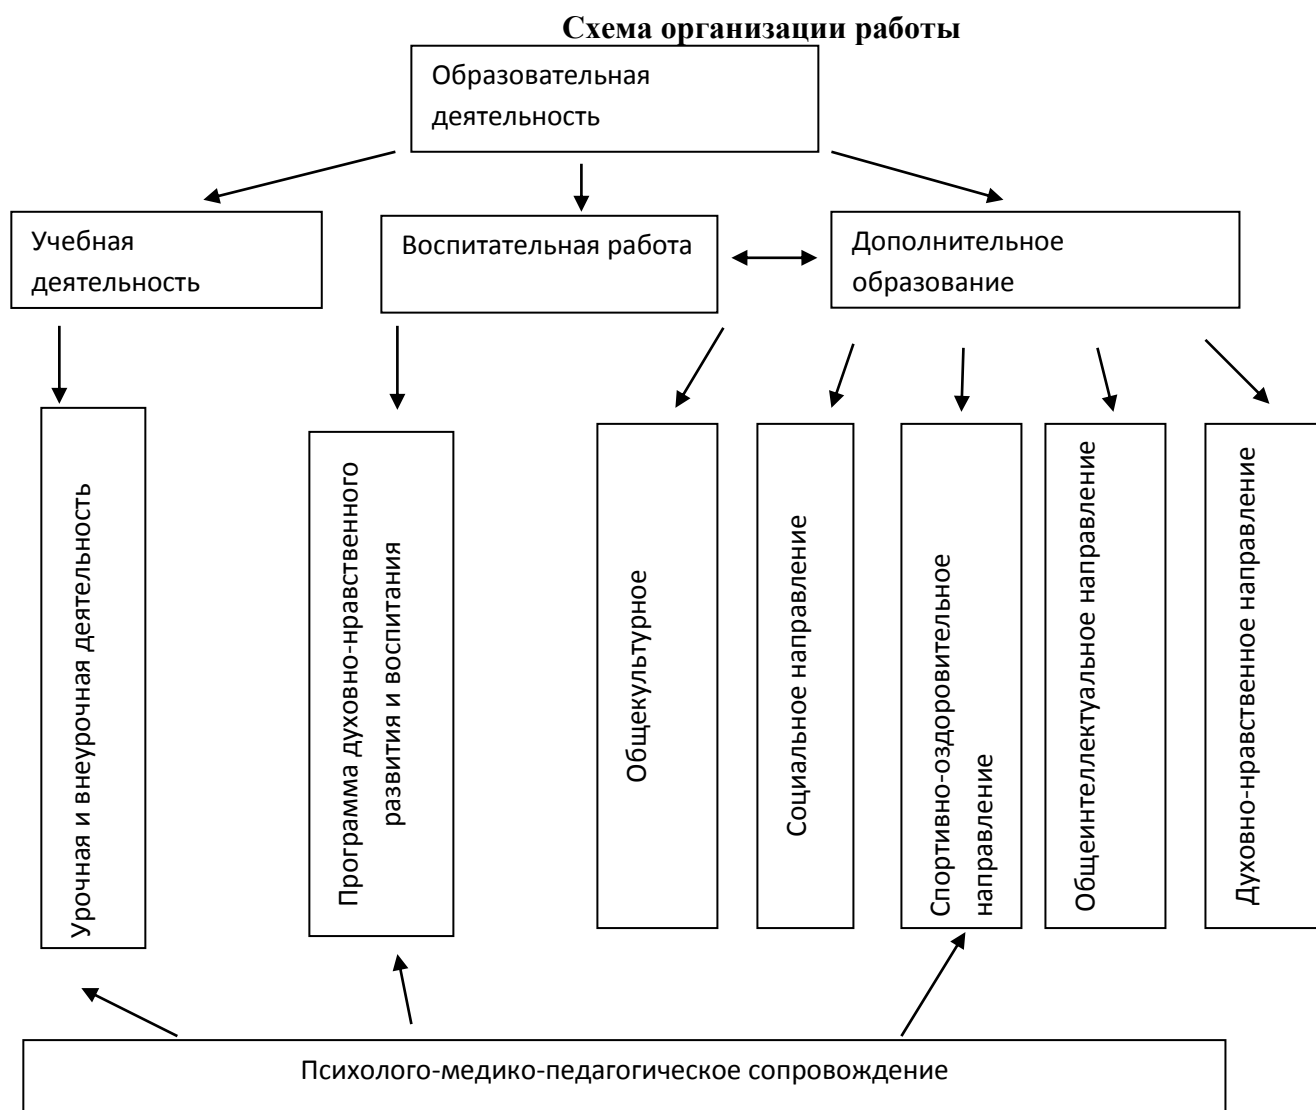 Схема организации работы
Образовательная
деятельность
Учебная
деятельность
Воспитательная работа
Дополнительное
образование
Урочная и внеурочная деятельность
Программа духовно-нравственного
развития и воспитания
Общекультурное
Социальное направление
Спортивно-оздоровительное
направление
Общеинтеллектуальное направление
Духовно-нравственное направление
Психолого-медико-педагогическое сопровождение